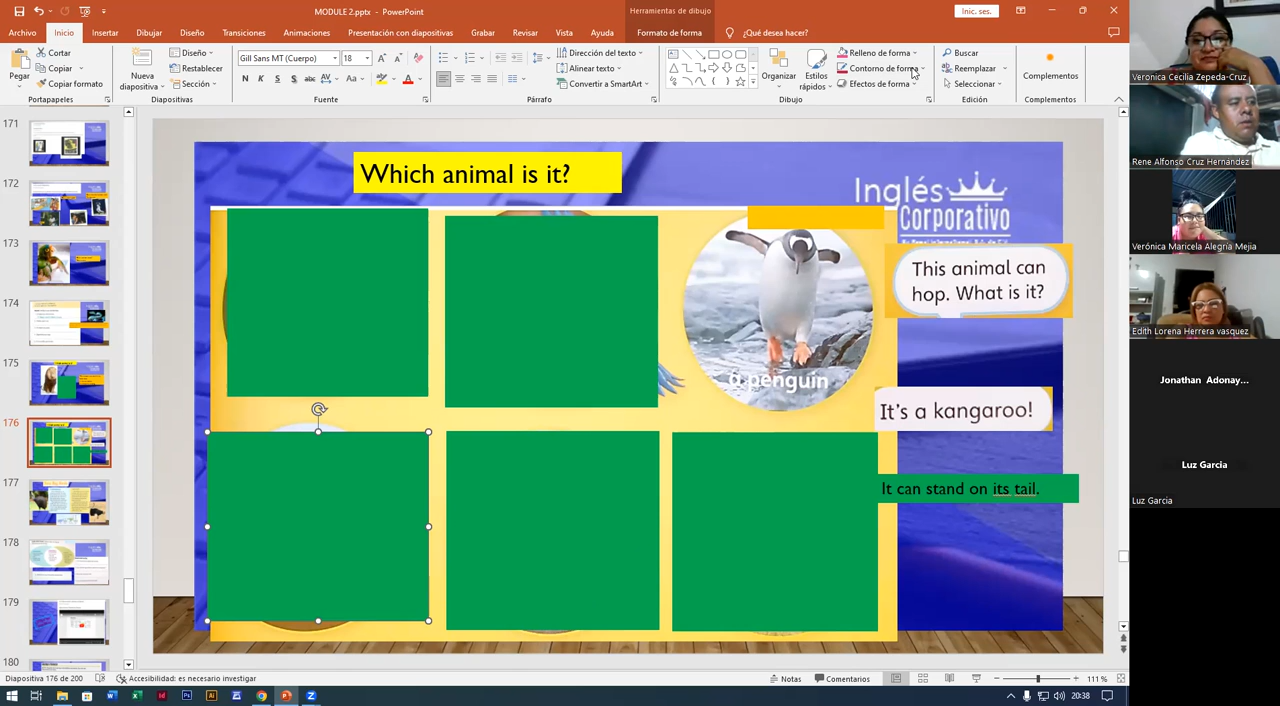 MODULE 2.pptx - PowerPoint
Herramientas de dibujo
Inic. ses.
Archivo Inicio Insertar Dibujar Diseño Transiciones Animaciones Presentación con diapositivas Grabar Revisar Vista Ayuda Formato de forma ¿Qué desea hacer?
Pegar
Cortar
Copiar
Copiar formato
Portapapeles
Nueva
diapositiva
Diseño
Restablecer
Sección
Diapositivas
Gill Sans MT (Cuerpo) 18
N K S S abc AV Aa
Fuente
Dirección del texto
Alinear texto
Convertir a SmartArt
Párrafo
Organizar
Estilos
rápidos
Relleno de forma
Contorno de forma
Efectos de forma
Dibujo
Buscar
Reemplazar
Seleccionar
Edición
Complementos
Complementos
171
172
173
174
175
176
177
178
179
180
Which animal is it?
Inglés
Corporativo
This animal can
hop. What is it?
a penguin
It's a kangaroo!
It can stand on its tail.
Verónica Cecilia Zepeda-Cruz
Rene Alfonso Cruz Hernández
Verónica Maricela Alegría Mejía
Edith Lorena Herrera vasquez
Jonathan Adonay...
Luz Garcia
Luz Garcia
Diapositiva 176 de 200
Accesibilidad: es necesario investigar
Notas
Comentarios
111 %
20:38